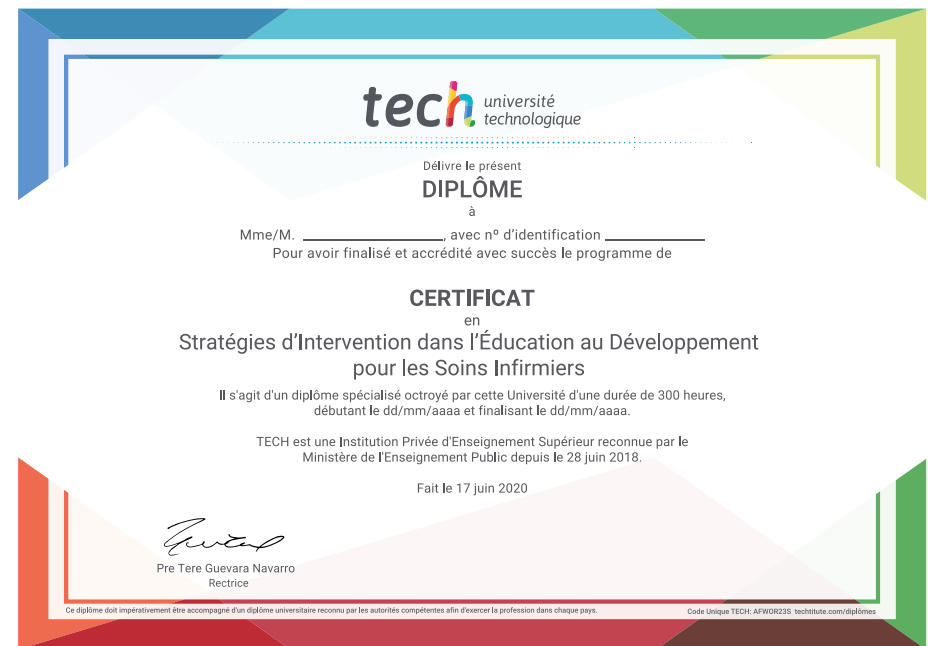 tech université
technologique
Délivre le présent
DIPLÔME
à
Mme/M. ____________________, avec nº d'identification ______________
Pour avoir finalisé et accrédité avec succès le programme de
CERTIFICAT
en
Stratégies d'Intervention dans l'Éducation au Développement
pour les Soins Infirmiers
Il s'agit d'un diplôme spécialisé octroyé par cette Université d'une durée de 300 heures,
débutant le dd/mm/aaaa et finalisant le dd/mm/aaaa.
TECH est une Institution Privée d'Enseignement Supérieur reconnue par le
Ministère de l'Enseignement Public depuis le 28 juin 2018.
Fait le 17 juin 2020
Pre Tere Guevara Navarro
Rectrice
Ce diplôme doit impérativement être accompagné d'un diplôme universitaire reconnu par les autorités compétentes afin d'exercer la profession dans chaque pays.
Code Unique TECH: AFWOR23S techtitute.com/diplômes